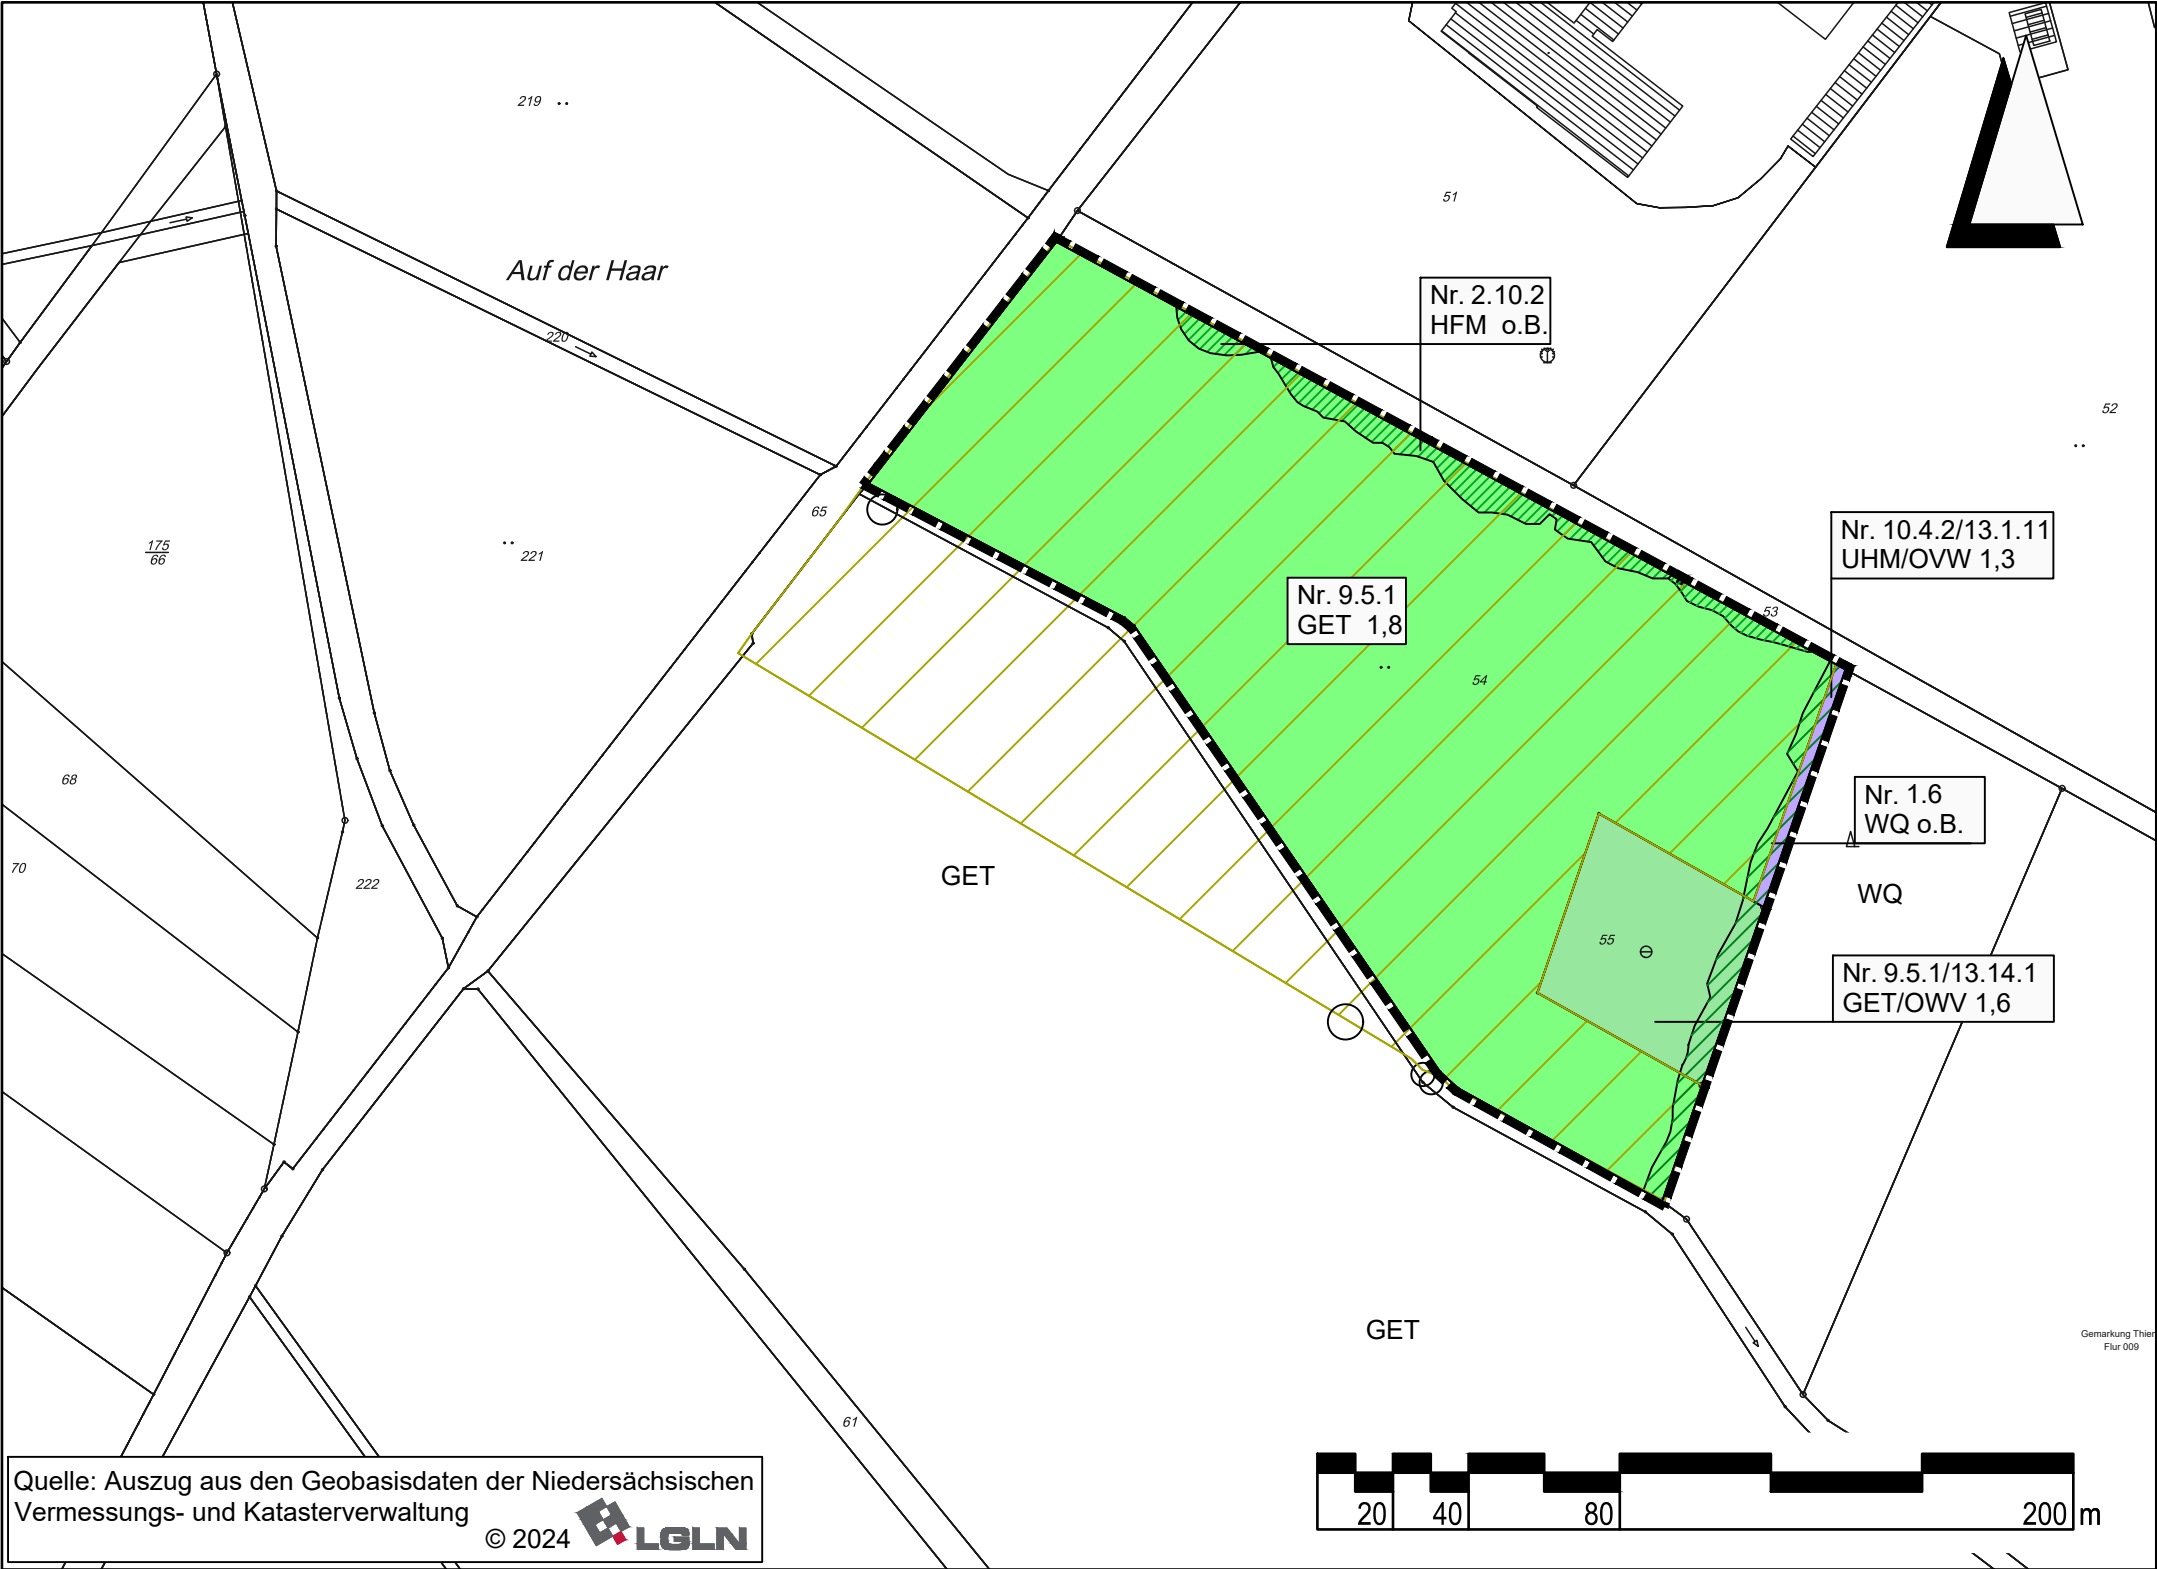 219
51
Auf der Haar
Nr. 2.10.2
HFM o.B.
220
52
65
175
66
221
Nr. 10.4.2/13.1.11
UHM/OVW 1,3
Nr. 9.5.1
GET 1,8
53
54
68
Nr. 1.6
WQ o.B.
70
222
GET
WQ
55
Nr. 9.5.1/13.14.1
GET/OWV 1,6
GET
Gemarkung Thier
Flur 009
61
Quelle: Auszug aus den Geobasisdaten der Niedersächsischen
Vermessungs- und Katasterverwaltung
© 2024 LGLN
20 40 80 200 m